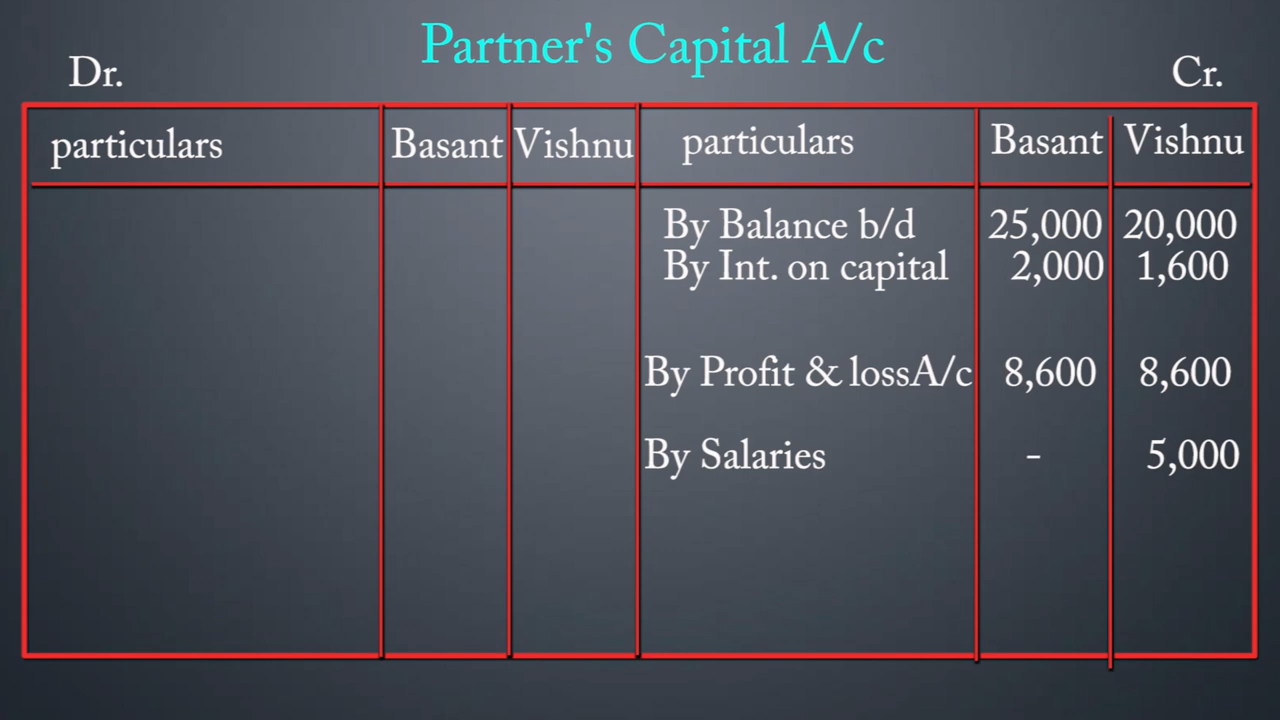 Partner's Capital A/c
Dr. Cr.
particulars Basant Vishnu particulars Basant Vishnu
By Balance b/d 25,000 20,000
By Int. on capital 2,000 1,600
By Profit & lossA/c 8,600 8,600
By Salaries - 5,000